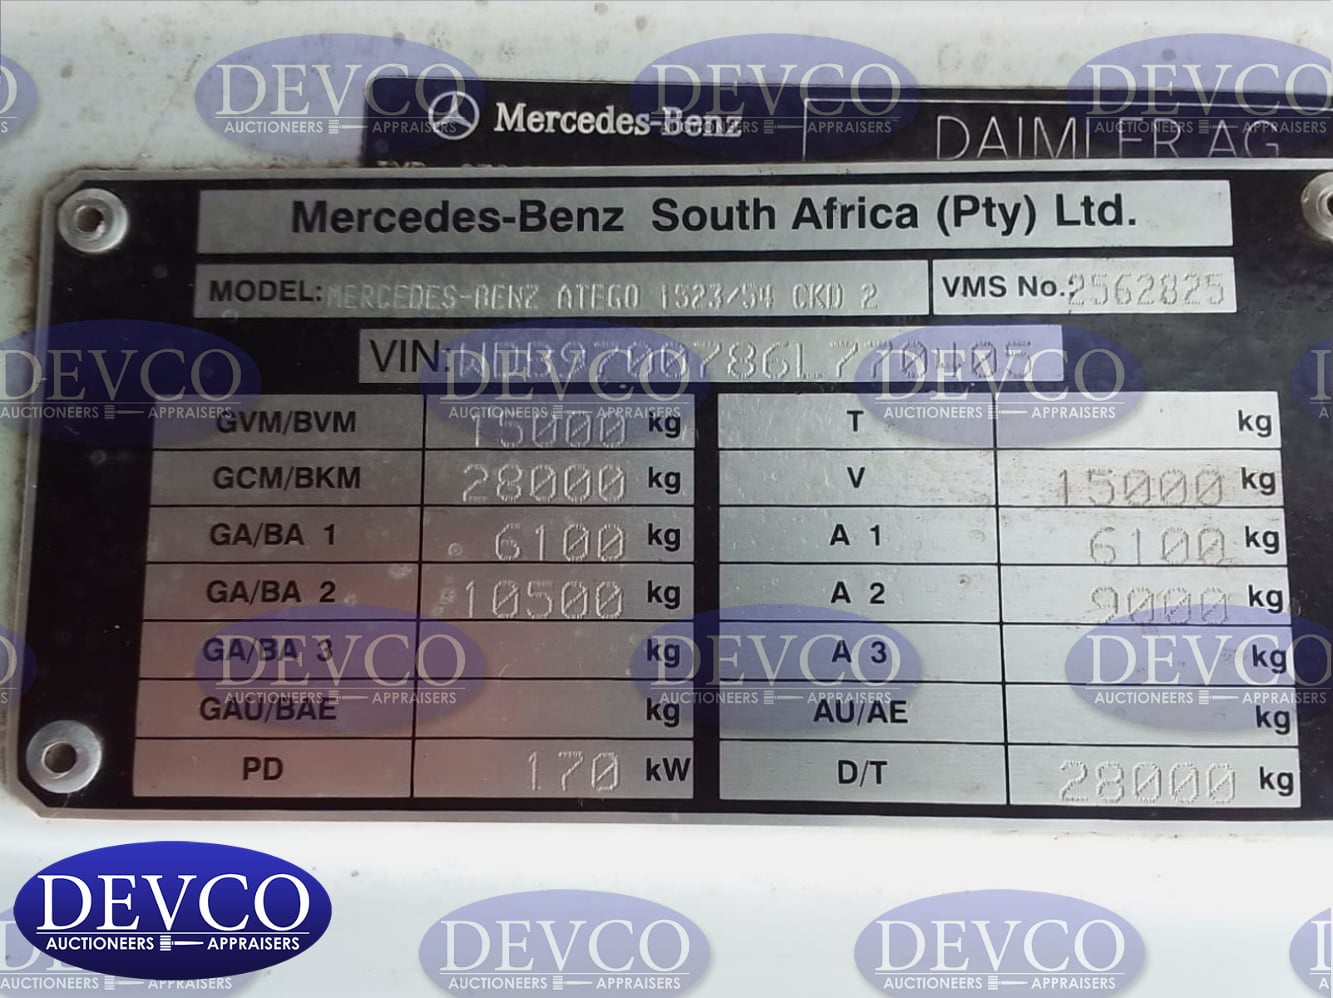 Mercedes-Benz DAIMLER AG
Mercedes-Benz South Africa (Pty) Ltd.
MODEL: MERCEDES-BENZ ATEGO 1523/54 CKD 2 VMS No.: 2562825
VIN: WDB9700786L770405
GVM/BVM 15000 kg T kg
GCM/BKM 28000 kg V 15000 kg
GA/BA 1 6100 kg A 1 6100 kg
GA/BA 2 10500 kg A 2 9000 kg
GA/BA 3 kg A 3 kg
GAU/BAE kg AU/AE kg
PD 170 kW D/T 28000 kg
DEVCO
AUCTIONEERS APPRAISERS